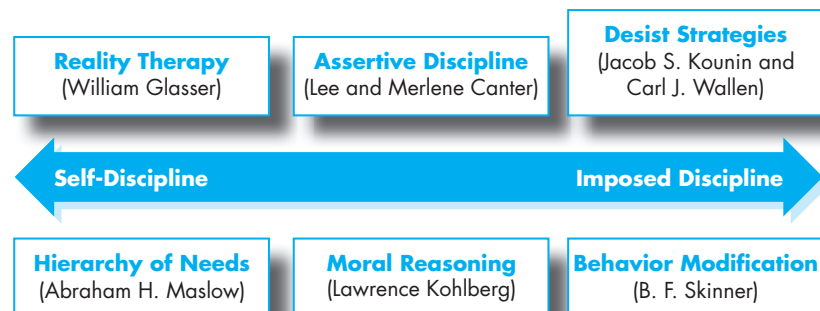 Reality Therapy
(William Glasser)
Assertive Discipline
(Lee and Merlene Canter)
Desist Strategies
(Jacob S. Kounin and
Carl J. Wallen)
Self-Discipline
Imposed Discipline
Hierarchy of Needs
(Abraham H. Maslow)
Moral Reasoning
(Lawrence Kohlberg)
Behavior Modification
(B. F. Skinner)